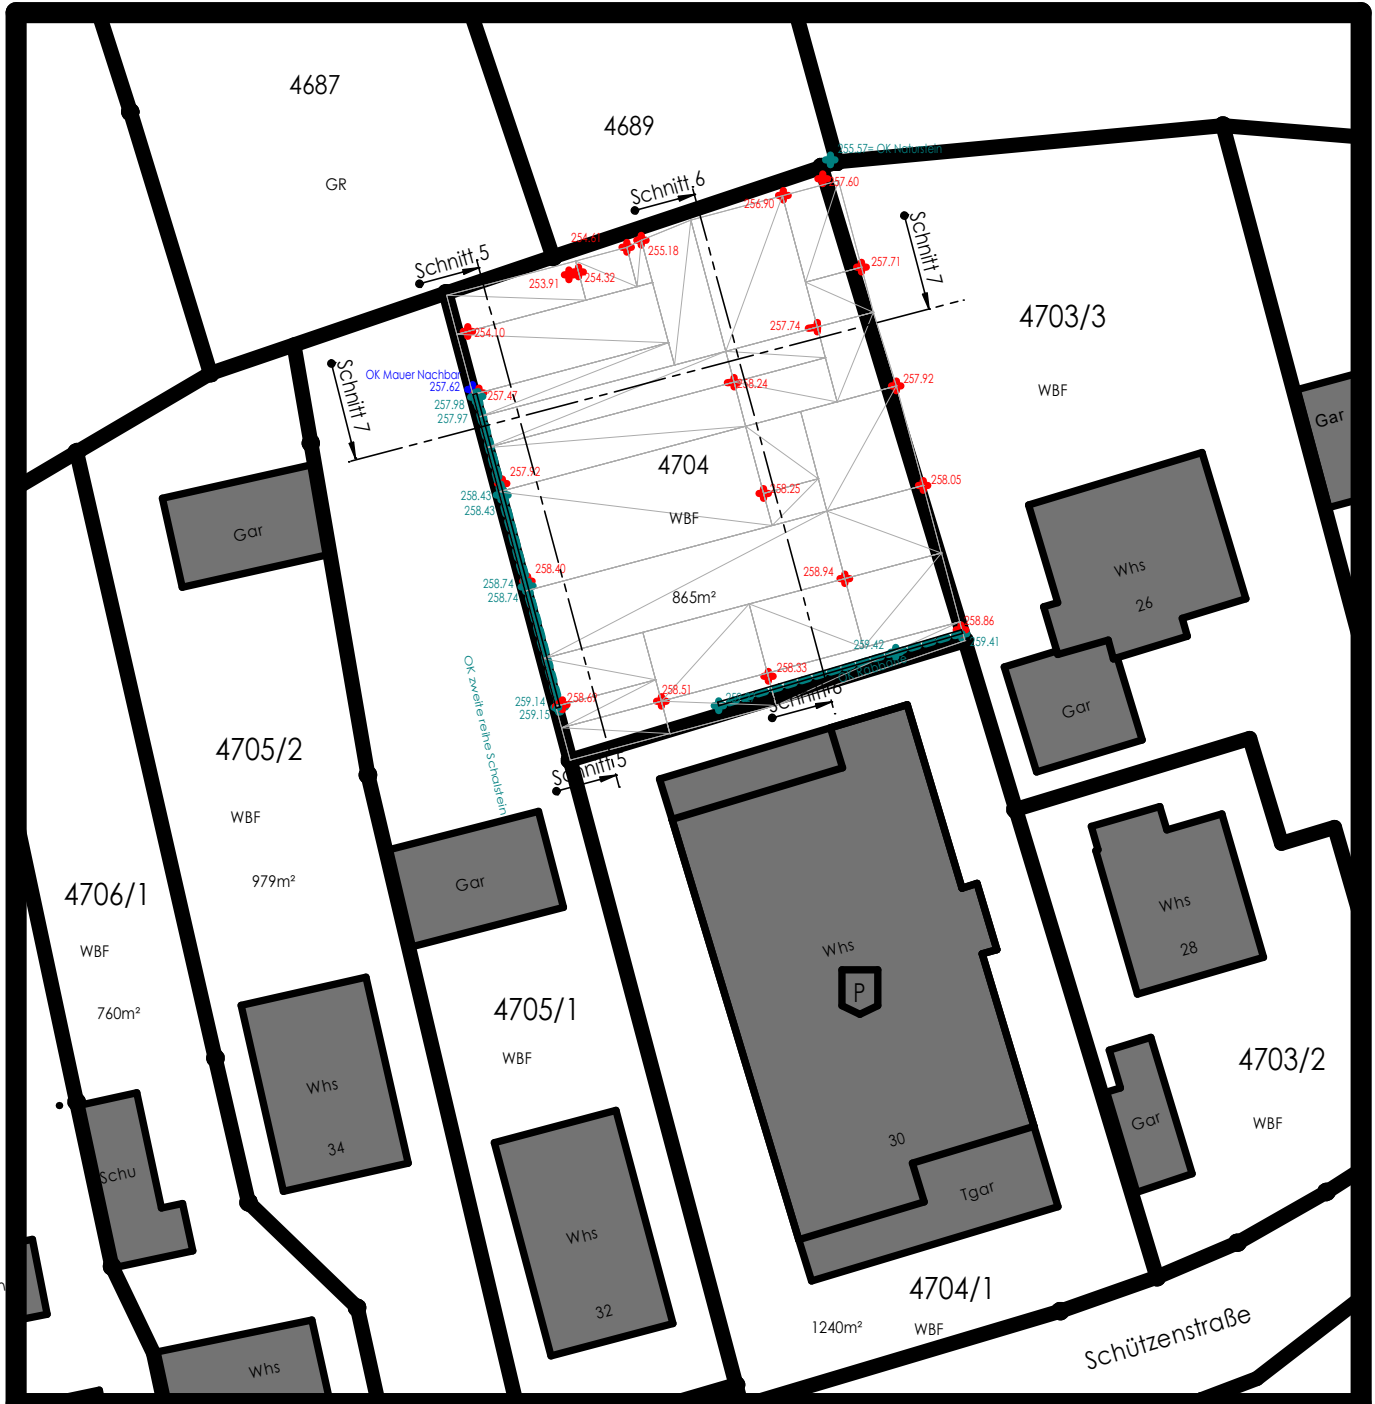 4687
GR
4689
255.57= OK Naturstein
Schnitt 6
257.60
256.90
254.61
255.18
Schnitt 5
253.91
254.32
257.71
Schnitt 7
4703/3
WBF
254.10
257.74
Schnitt 7
OK Mauer Nachbar
257.62
257.47
257.98
257.97
258.24
257.92
Gar
4704
WBF
865m²
257.92
258.43
258.43
258.25
258.05
Gar
258.40
258.74
258.74
258.94
Whs
26
258.86
259.41
259.42
258.33
258.51
258.69
259.14
259.15
Schnitt 6
Schnitt 5
OK zweite reihe Schalstein
Gar
4705/2
WBF
979m²
4706/1
WBF
760m²
Gar
Whs
28
Whs
P
30
Tgar
4705/1
WBF
4703/2
WBF
Gar
Whs
34
Schu
Whs
32
4704/1
1240m²
WBF
Schützenstraße
Whs